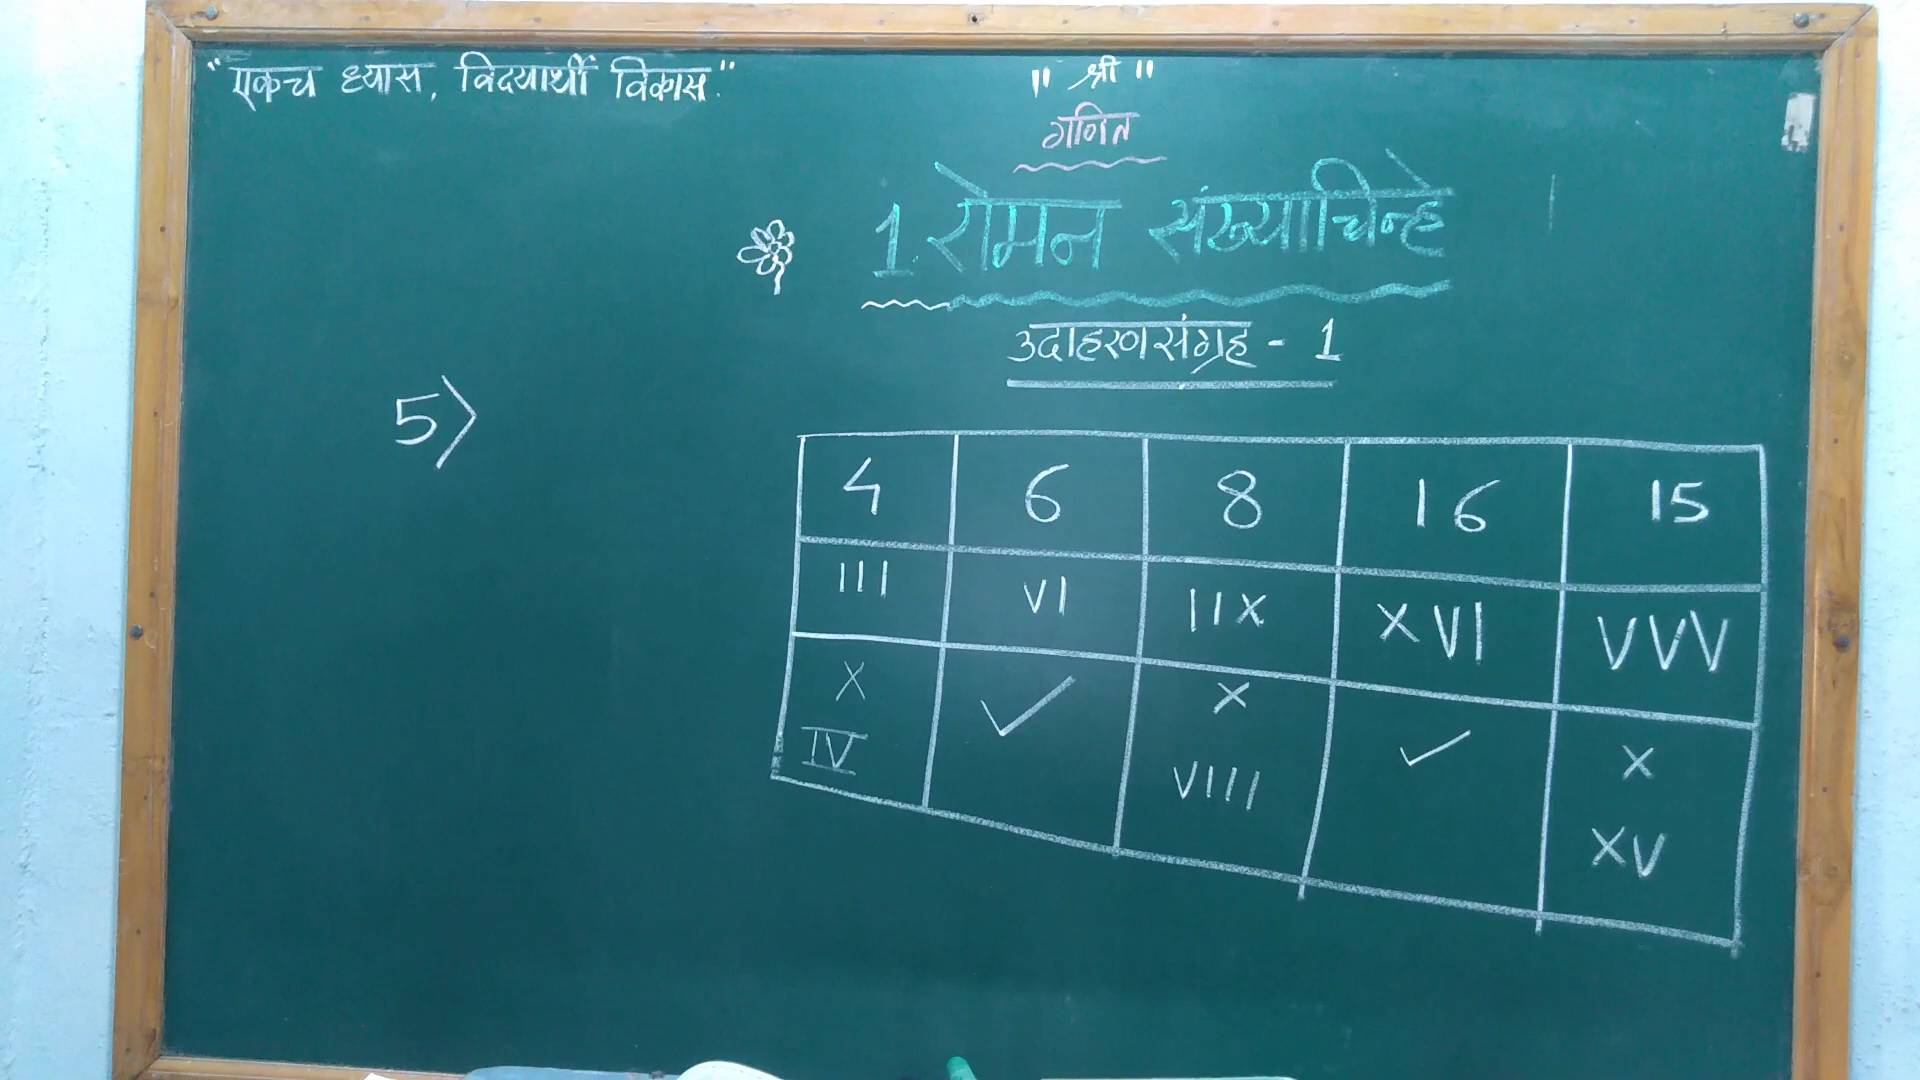 "एकच ध्यास, विदयार्थी विकास."
॥ श्री ॥
गणित
1. रोमन संख्याचिन्हे
उदाहरणसंग्रह - 1
5)
4 6 8 16 15
III VI IIX XVI VVV
X ✓ X ✓ X
IV VIII XV